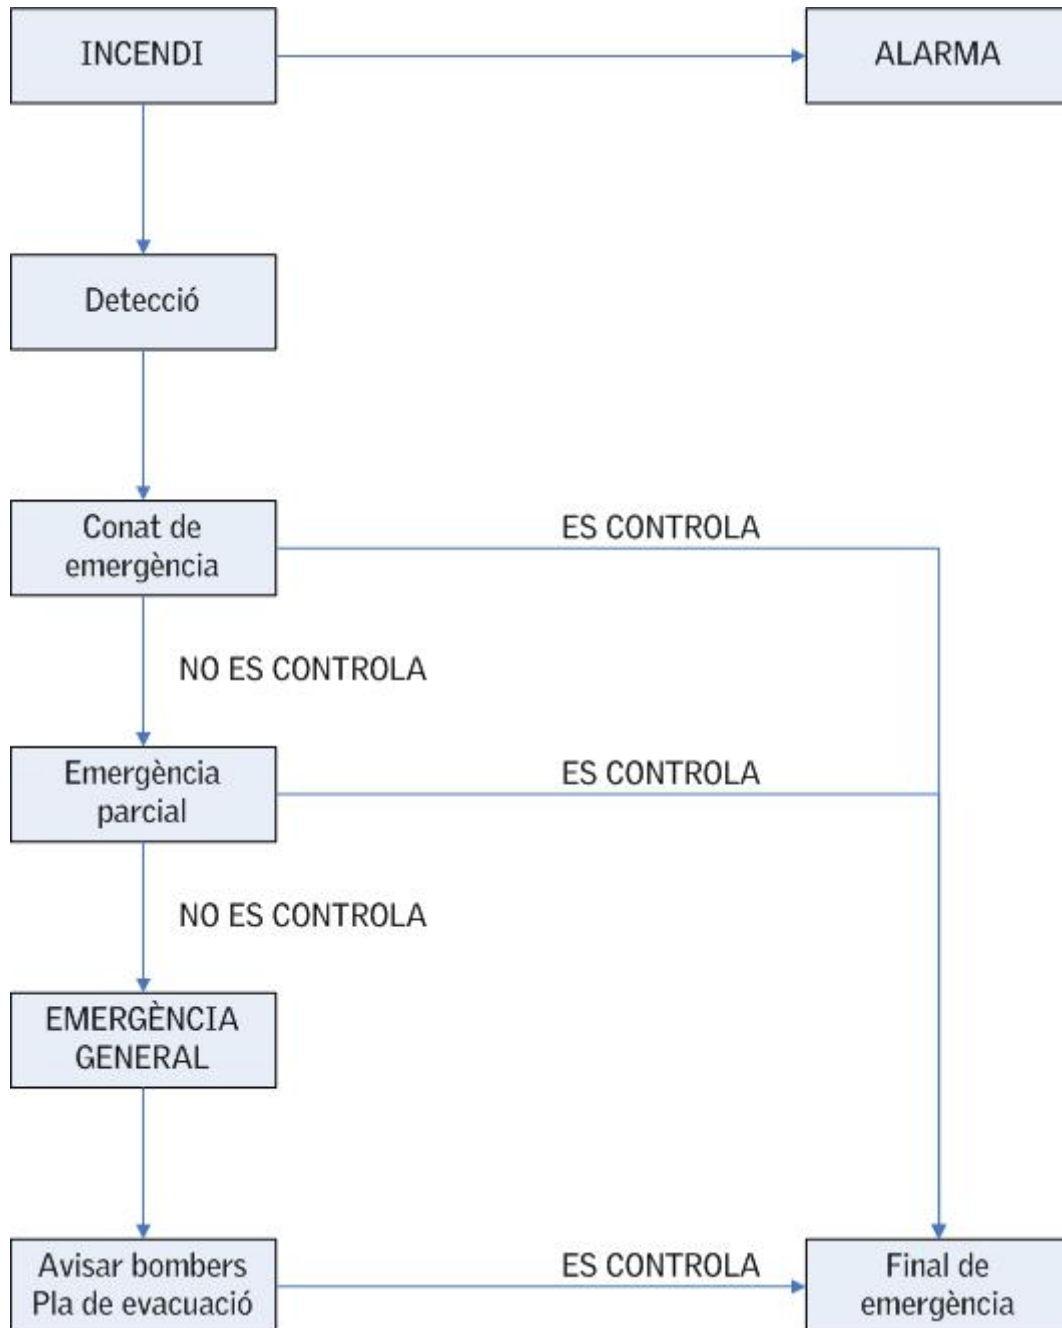 INCENDI
ALARMA
Detecció
Conat de
emergència
ES CONTROLA
NO ES CONTROLA
Emergència
parcial
ES CONTROLA
NO ES CONTROLA
EMERGÈNCIA
GENERAL
Avisar bombers
Pla de evacuació
ES CONTROLA
Final de
emergència